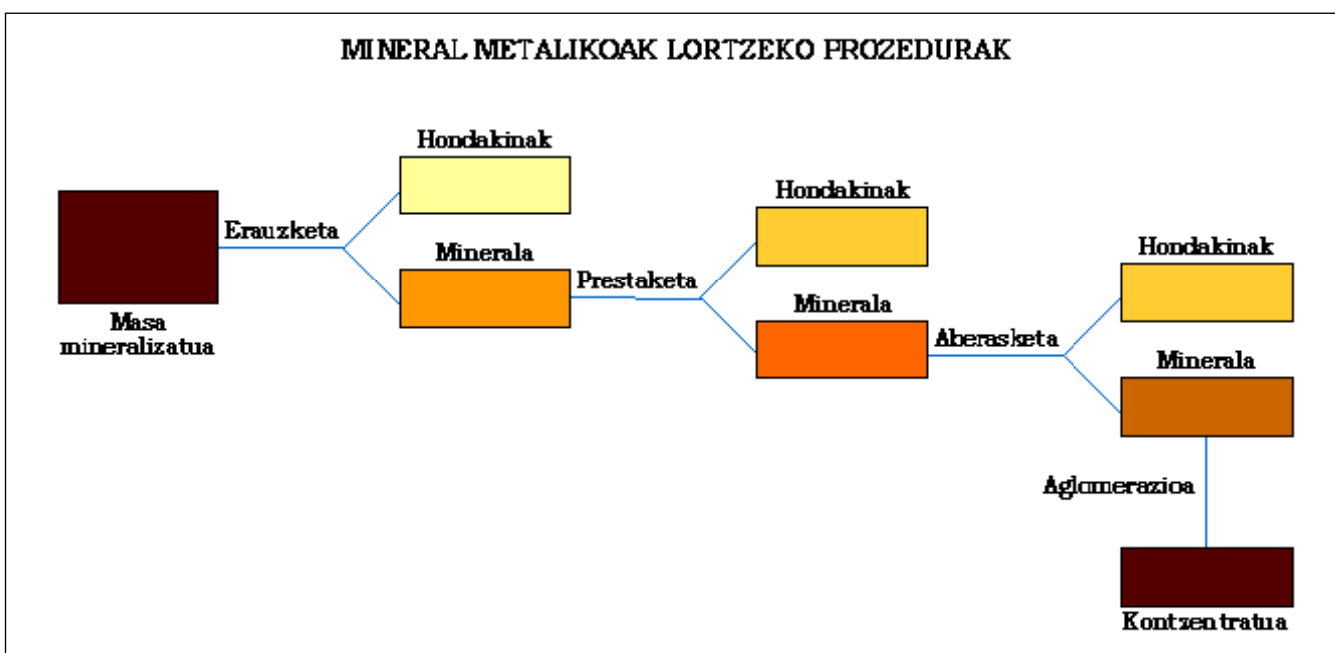 MINERAL METALIKOAK LORTZEKO PROZEDURAK
Hondakinak
Erauzketa
Minerala
Masa
mineralizatua
Hondakinak
Prestaketa
Minerala
Hondakinak
Aberasketa
Minerala
Aglomerazioa
Kontzentratua